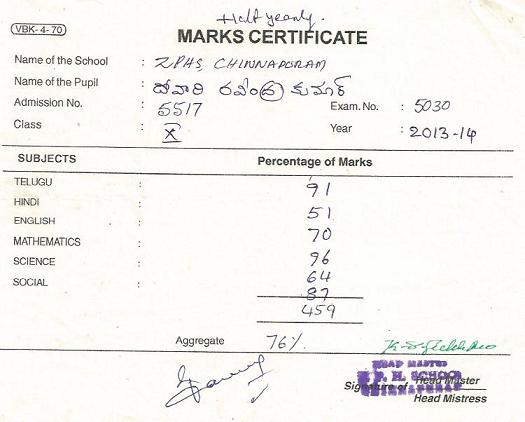 Half yearly.
VBK- 4- 70
MARKS CERTIFICATE
Name of the School : ZPHS, CHINNAPURAM
Name of the Pupil : దోవారి రవీంద్ర కుమార్
Admission No. : 5517 Exam. No. : 5030
Class : X Year : 2013-14
SUBJECTS Percentage of Marks
TELUGU : 91
HINDI : 51
ENGLISH : 70
MATHEMATICS : 96
SCIENCE : 64
SOCIAL : 87
459
Aggregate 76%
HEAD MASTER
P. H. SCHOOL
Signature of Head Master
Head Mistress